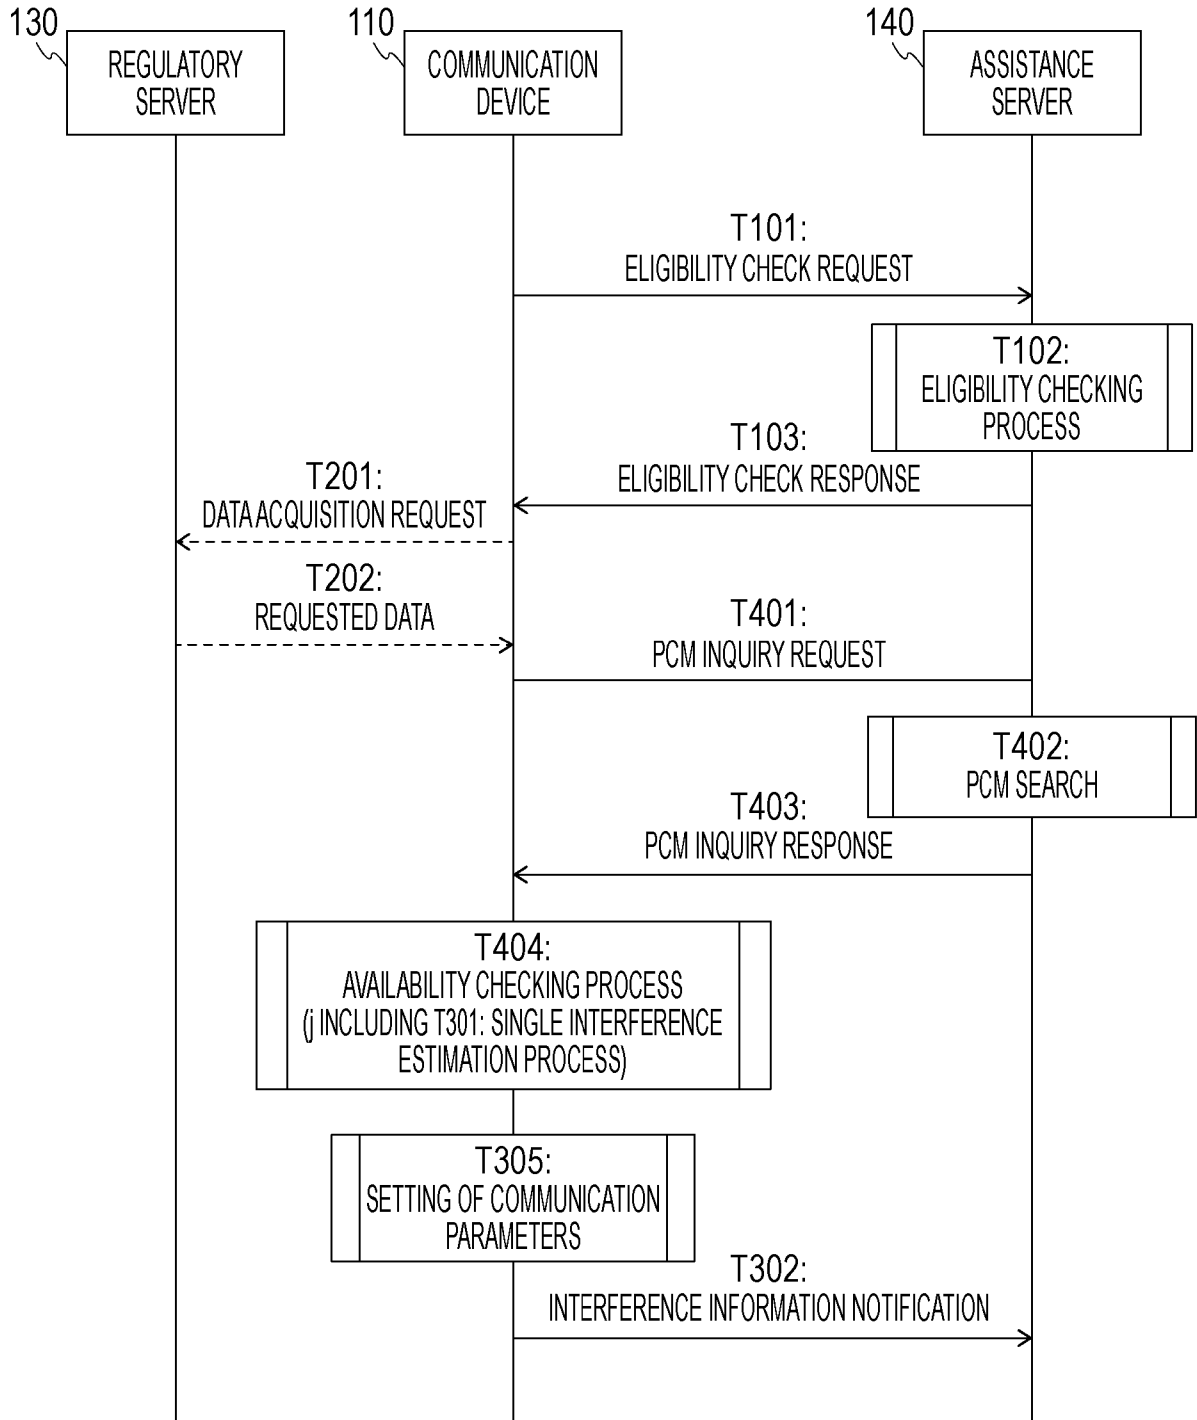 130
REGULATORY
SERVER
110
COMMUNICATION
DEVICE
140
ASSISTANCE
SERVER
T101:
ELIGIBILITY CHECK REQUEST
T102:
ELIGIBILITY CHECKING
PROCESS
T103:
ELIGIBILITY CHECK RESPONSE
T201:
DATA ACQUISITION REQUEST
T202:
REQUESTED DATA
T401:
PCM INQUIRY REQUEST
T402:
PCM SEARCH
T403:
PCM INQUIRY RESPONSE
T404:
AVAILABILITY CHECKING PROCESS
(j INCLUDING T301: SINGLE INTERFERENCE
ESTIMATION PROCESS)
T305:
SETTING OF COMMUNICATION
PARAMETERS
T302:
INTERFERENCE INFORMATION NOTIFICATION